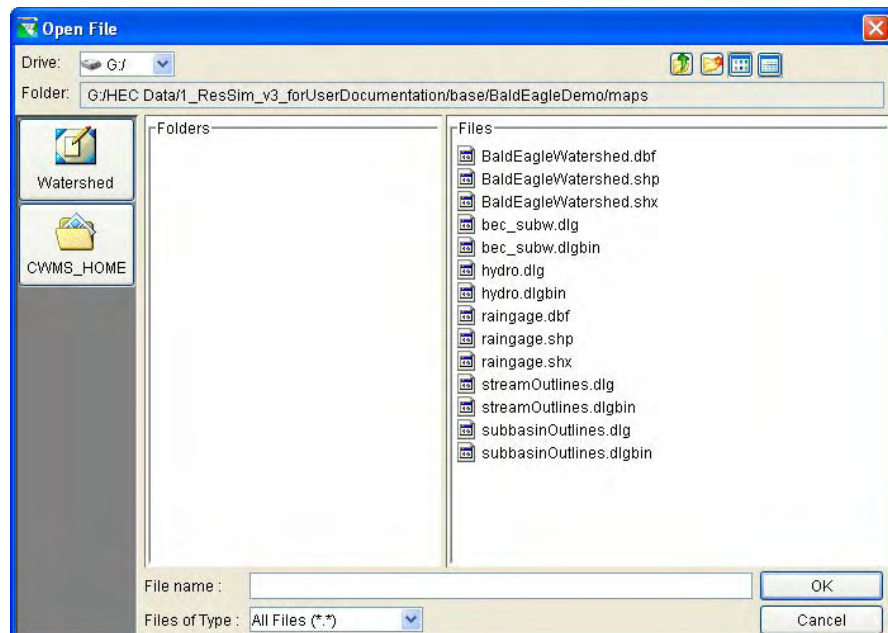 Open File
Drive: G:/
Folder: G:/HEC Data/1_ResSim_v3_forUserDocumentation/base/BaldEagleDemo/maps
Watershed
CWMS_HOME
Folders
Files
BaldEagleWatershed.dbf
BaldEagleWatershed.shp
BaldEagleWatershed.shx
bec_subw.dlg
bec_subw.dlgbin
hydro.dlg
hydro.dlgbin
raingage.dbf
raingage.shp
raingage.shx
streamOutlines.dlg
streamOutlines.dlgbin
subbasinOutlines.dlg
subbasinOutlines.dlgbin
File name :
OK
Files of Type : All Files (*.*)
Cancel